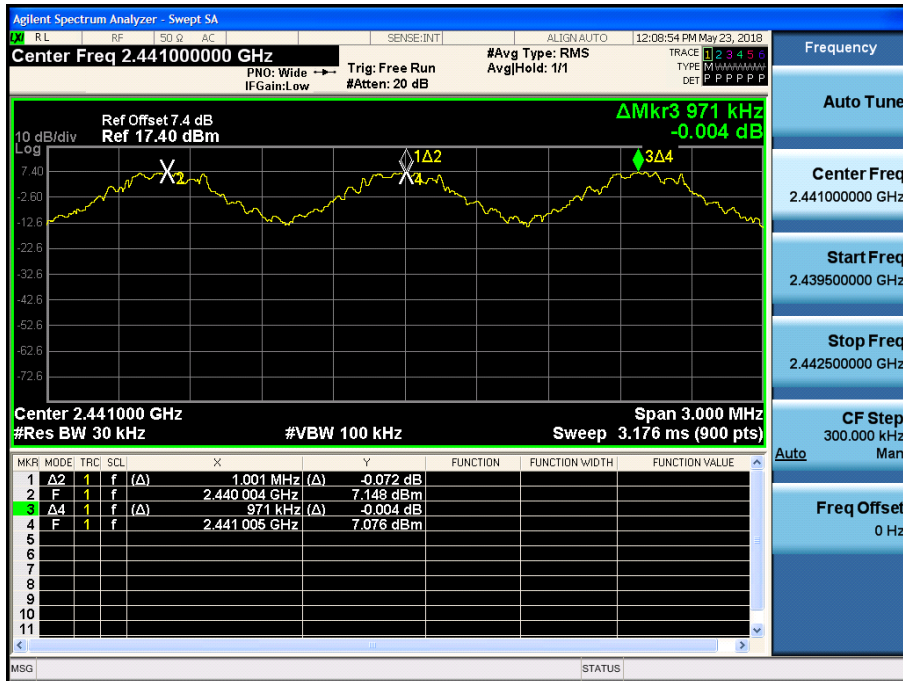 Agilent Spectrum Analyzer - Swept SA
LXI RL RF 50 Ω AC SENSE:INT ALIGN AUTO 12:08:54 PM May 23, 2018
Center Freq 2.441000000 GHz
PNO: Wide
IFGain:Low
Trig: Free Run
#Atten: 20 dB
#Avg Type: RMS
Avg|Hold: 1/1
TRACE 1 2 3 4 5 6
TYPE M W W W W W
DET P P P P P P
Ref Offset 7.4 dB
Ref 17.40 dBm
ΔMkr3 971 kHz
-0.004 dB
10 dB/div
Log
7.40
-2.60
-12.6
-22.6
-32.6
-42.6
-52.6
-62.6
-72.6
2
1Δ2
4
3Δ4
Center 2.441000 GHz Span 3.000 MHz
#Res BW 30 kHz #VBW 100 kHz Sweep 3.176 ms (900 pts)
MKR MODE TRC SCL X Y FUNCTION FUNCTION WIDTH FUNCTION VALUE
1 Δ2 1 f (Δ) 1.001 MHz (Δ) -0.072 dB
2 F 1 f 2.440 004 GHz 7.148 dBm
3 Δ4 1 f (Δ) 971 kHz (Δ) -0.004 dB
4 F 1 f 2.441 005 GHz 7.076 dBm
5
6
7
8
9
10
11
MSG STATUS
Frequency
Auto Tune
Center Freq
2.441000000 GHz
Start Freq
2.439500000 GHz
Stop Freq
2.442500000 GHz
CF Step
300.000 kHz
Auto Man
Freq Offset
0 Hz